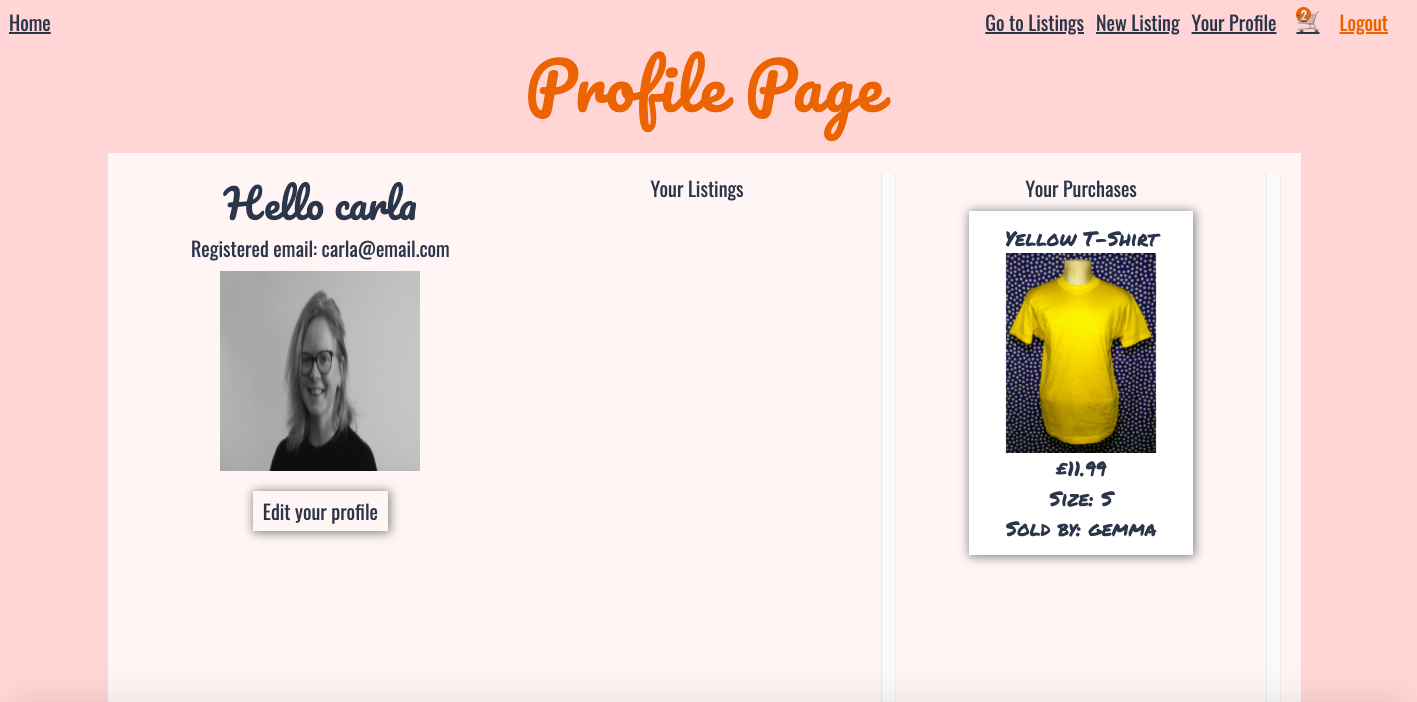 Home
Go to Listings New Listing Your Profile 2 Logout
Profile Page
Hello carla
Registered email: carla@email.com
Edit your profile
Your Listings
Your Purchases
Yellow T-Shirt
£11.99
Size: S
Sold by: gemma